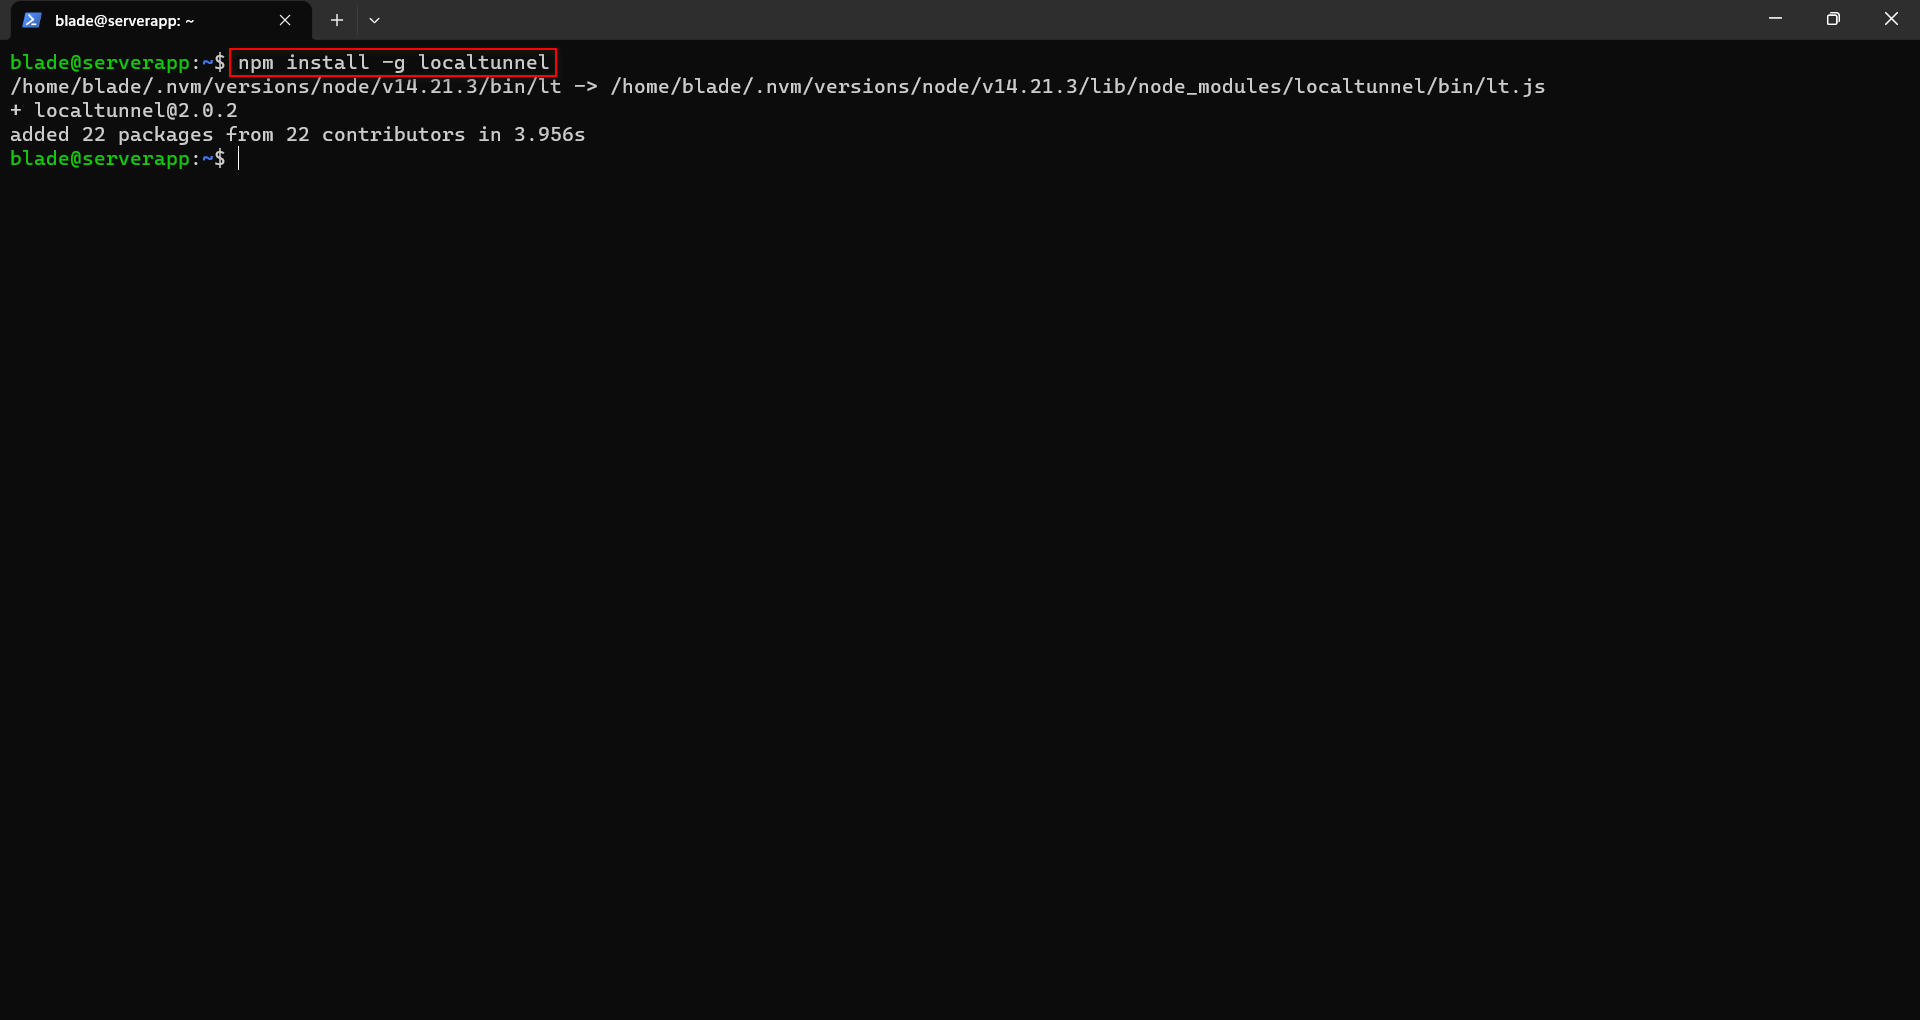 blade@serverapp: ~
blade@serverapp:~$ npm install -g localtunnel
/home/blade/.nvm/versions/node/v14.21.3/bin/lt -> /home/blade/.nvm/versions/node/v14.21.3/lib/node_modules/localtunnel/bin/lt.js
+ localtunnel@2.0.2
added 22 packages from 22 contributors in 3.956s
blade@serverapp:~$